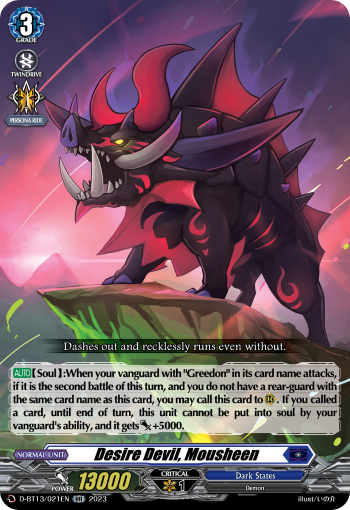 3
GRADE
TWINDRIVE
PERSONA RIDE
Dashes out and recklessly runs even without.
AUTO【Soul】:When your vanguard with "Greedon" in its card name attacks,
if it is the second battle of this turn, and you do not have a rear-guard with
the same card name as this card, you may call this card to . If you called
a card, until end of turn, this unit cannot be put into soul by your
vanguard's ability, and it gets +5000.
NORMAL UNIT
Desire Devil, Mousheen
POWER
13000
CRITICAL
1
Dark States
Demon
D-BT13/021EN RR 2023
illust/いの介